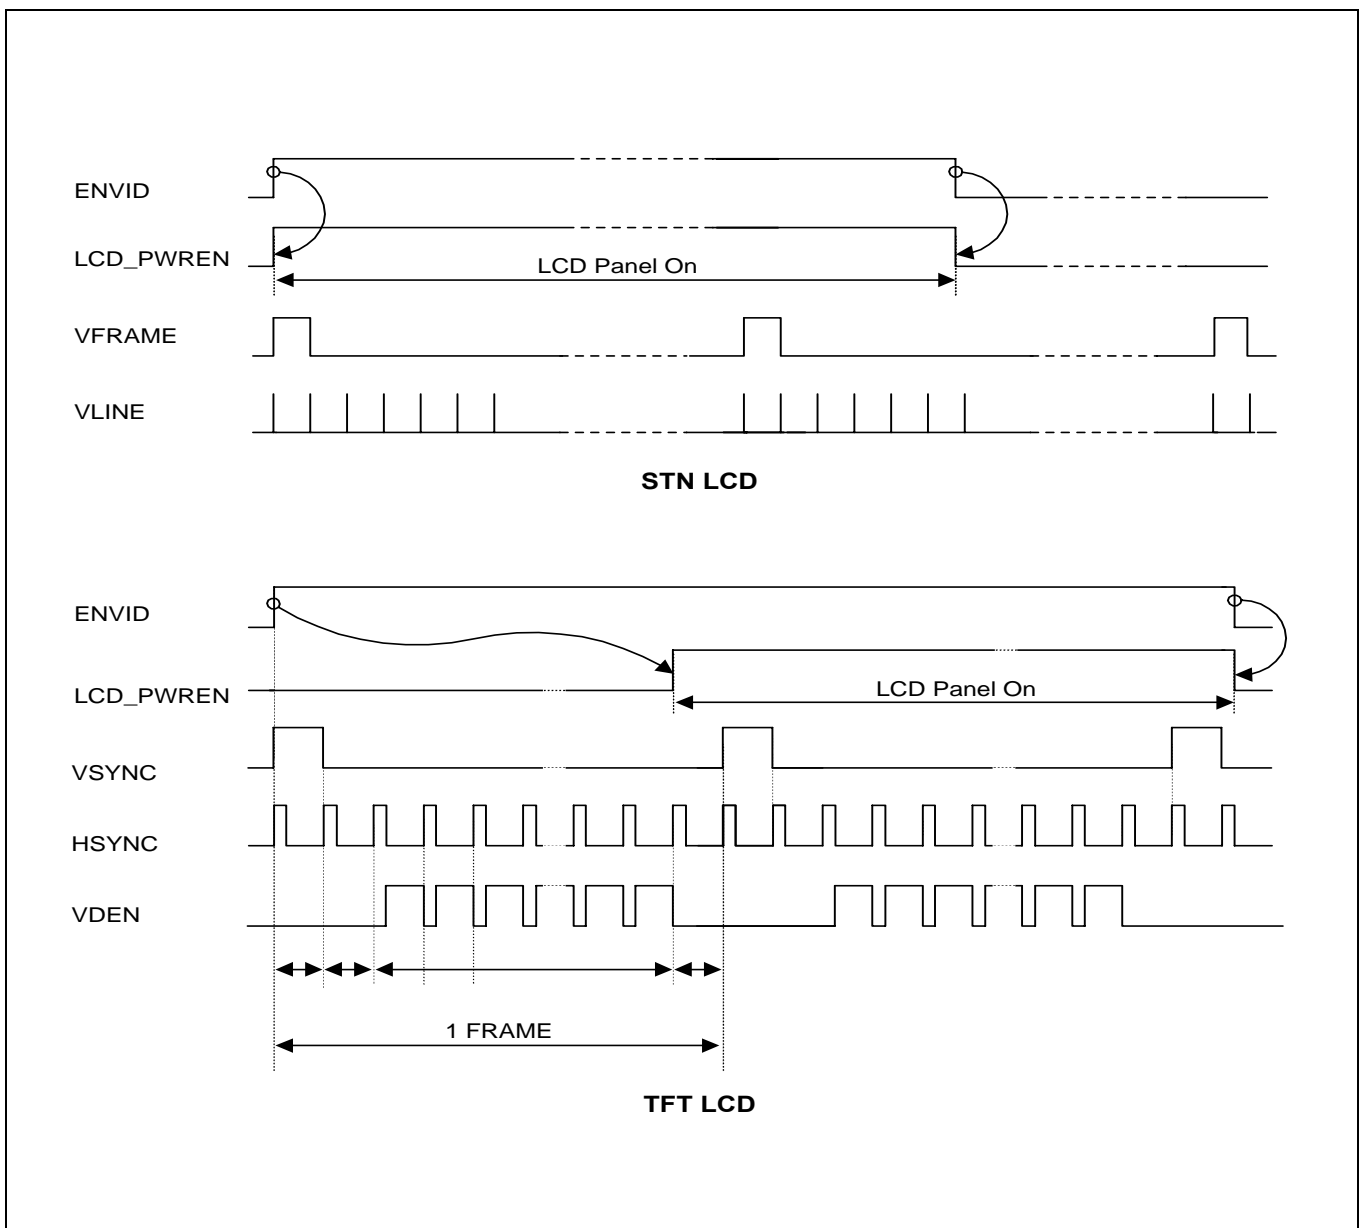 ENVID
LCD_PWREN
LCD Panel On
VFRAME
VLINE
STN LCD
ENVID
LCD_PWREN
LCD Panel On
VSYNC
HSYNC
VDEN
1 FRAME
TFT LCD